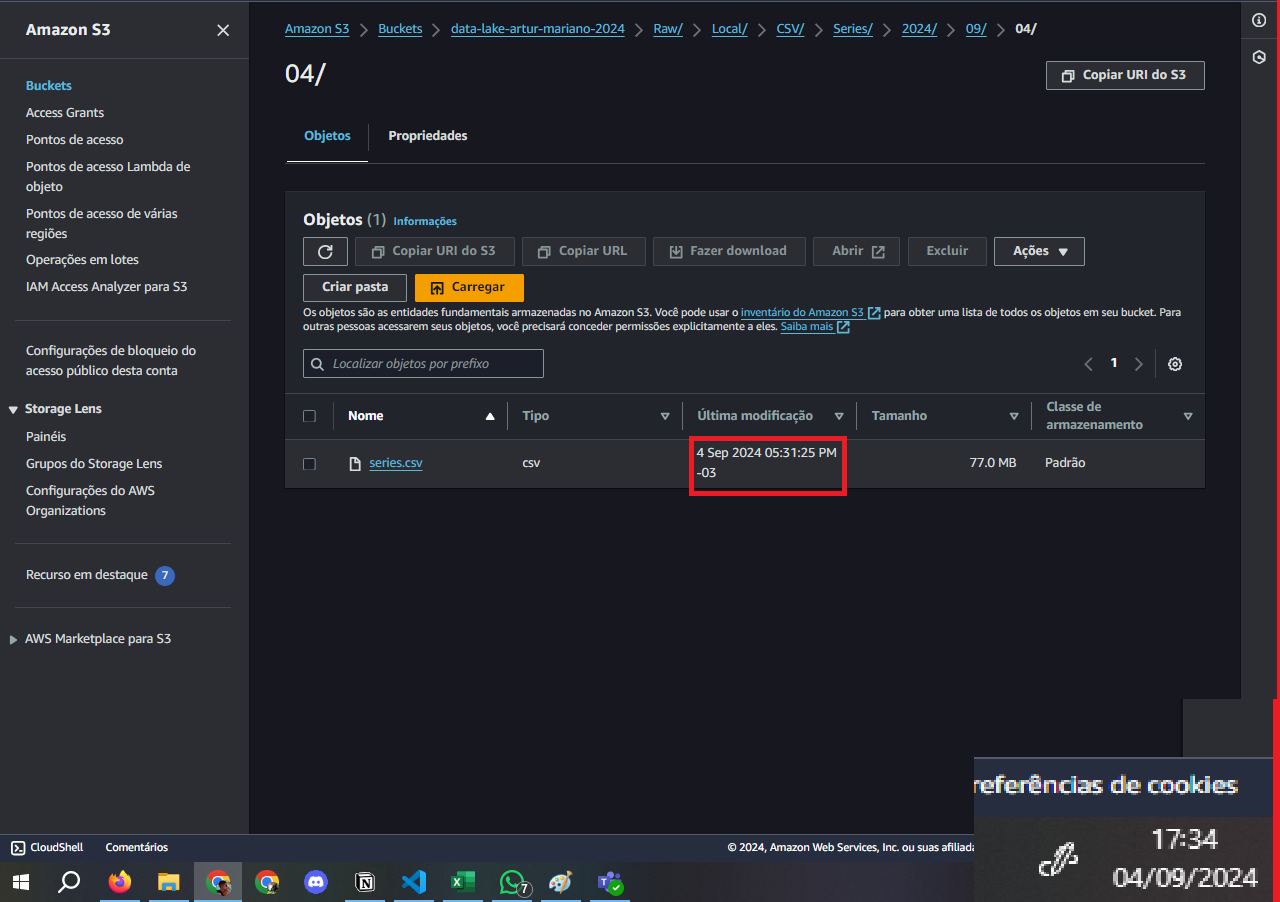 Amazon S3
Buckets
Access Grants
Pontos de acesso
Pontos de acesso Lambda de
objeto
Pontos de acesso de várias
regiões
Operações em lotes
IAM Access Analyzer para S3
Configurações de bloqueio do
acesso público desta conta
Storage Lens
Painéis
Grupos do Storage Lens
Configurações do AWS
Organizations
Recurso em destaque 7
AWS Marketplace para S3
Amazon S3 > Buckets > data-lake-artur-mariano-2024 > Raw/ > Local/ > CSV/ > Series/ > 2024/ > 09/ > 04/
04/
Copiar URI do S3
Objetos Propriedades
Objetos (1) Informações
Copiar URI do S3 Copiar URL Fazer download Abrir Excluir Ações
Criar pasta Carregar
Os objetos são as entidades fundamentais armazenadas no Amazon S3. Você pode usar o inventário do Amazon S3 para obter uma lista de todos os objetos em seu bucket. Para
outras pessoas acessarem seus objetos, você precisará conceder permissões explicitamente a eles. Saiba mais
Localizar objetos por prefixo
1
Nome Tipo Última modificação Tamanho Classe de
armazenamento
series.csv csv 4 Sep 2024 05:31:25 PM 77.0 MB Padrão
-03
referências de cookies
CloudShell Comentários © 2024, Amazon Web Services, Inc. ou suas afiliada
7
17:34
04/09/2024